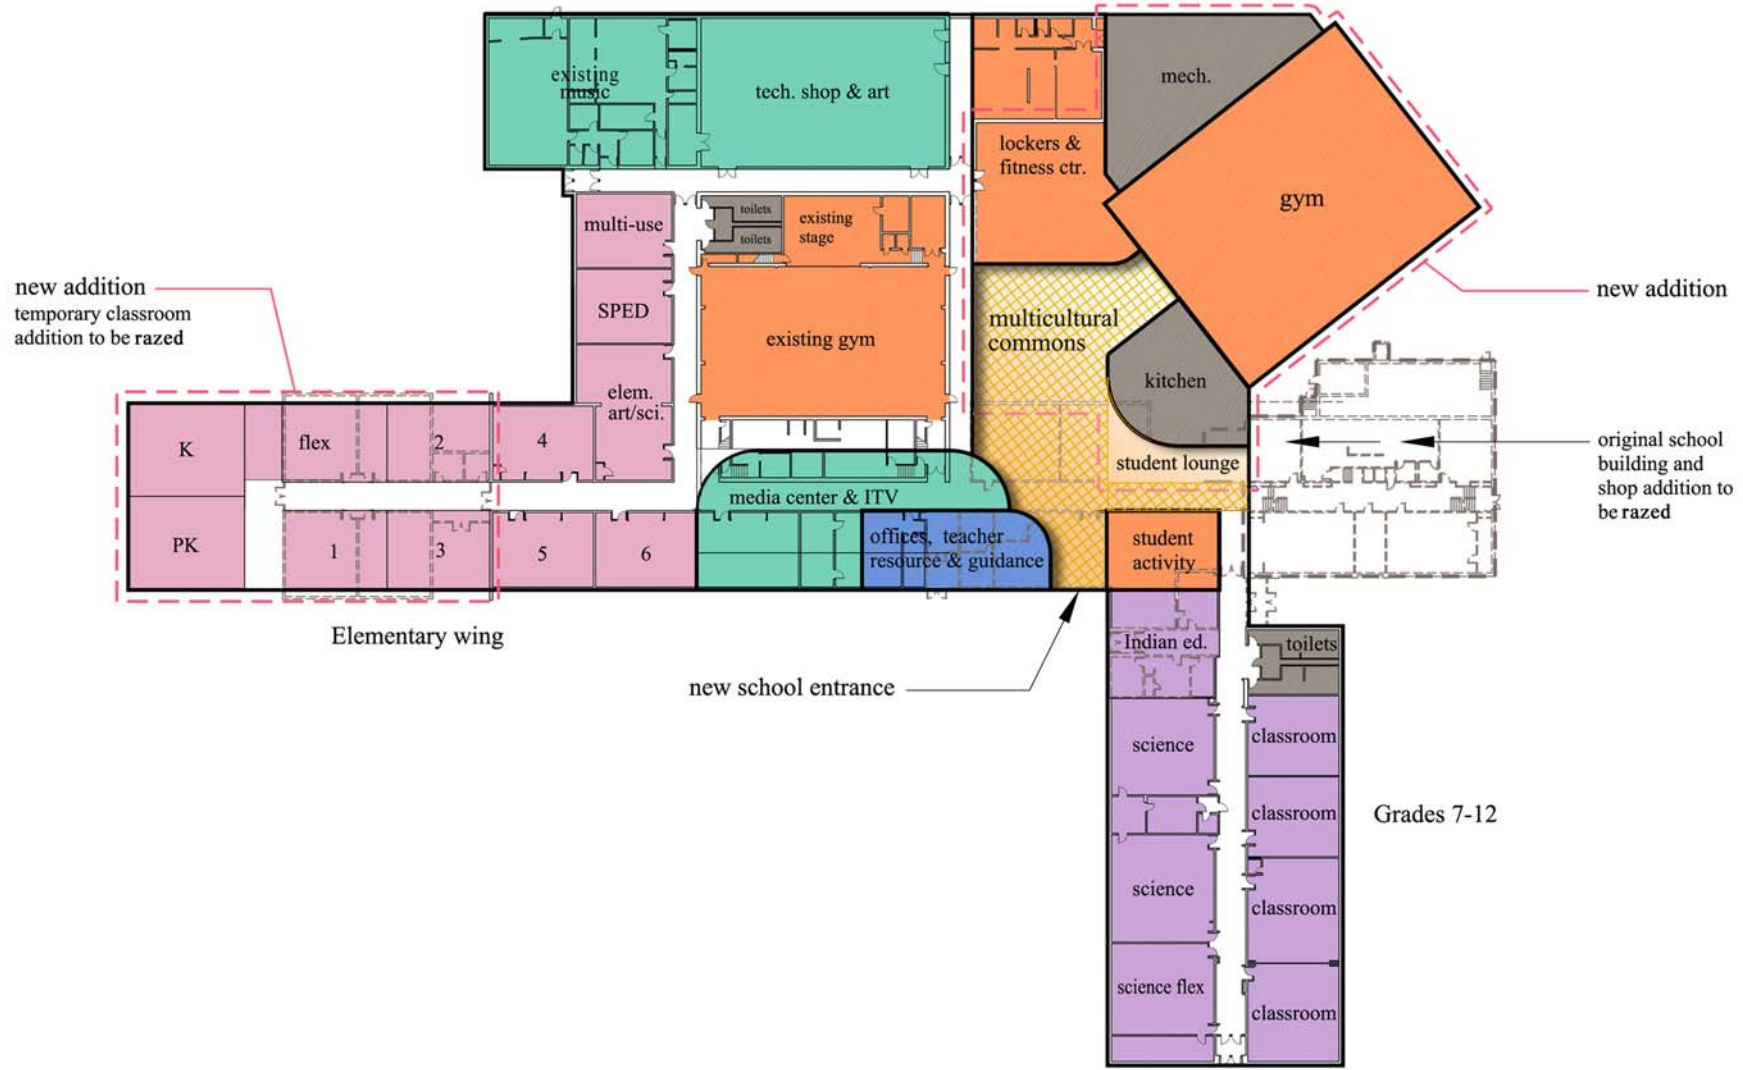 existing
music
tech. shop & art
mech.
lockers &
fitness ctr.
gym
multi-use
toilets
toilets
existing
stage
new addition
temporary classroom
addition to be razed
SPED
existing gym
multicultural
commons
new addition
kitchen
elem.
art/sci.
K
flex
2
4
student lounge
original school
building and
shop addition to
be razed
media center & ITV
PK
1
3
5
6
offices, teacher
resource & guidance
student
activity
Elementary wing
Indian ed.
toilets
new school entrance
science
classroom
classroom
Grades 7-12
science
classroom
science flex
classroom